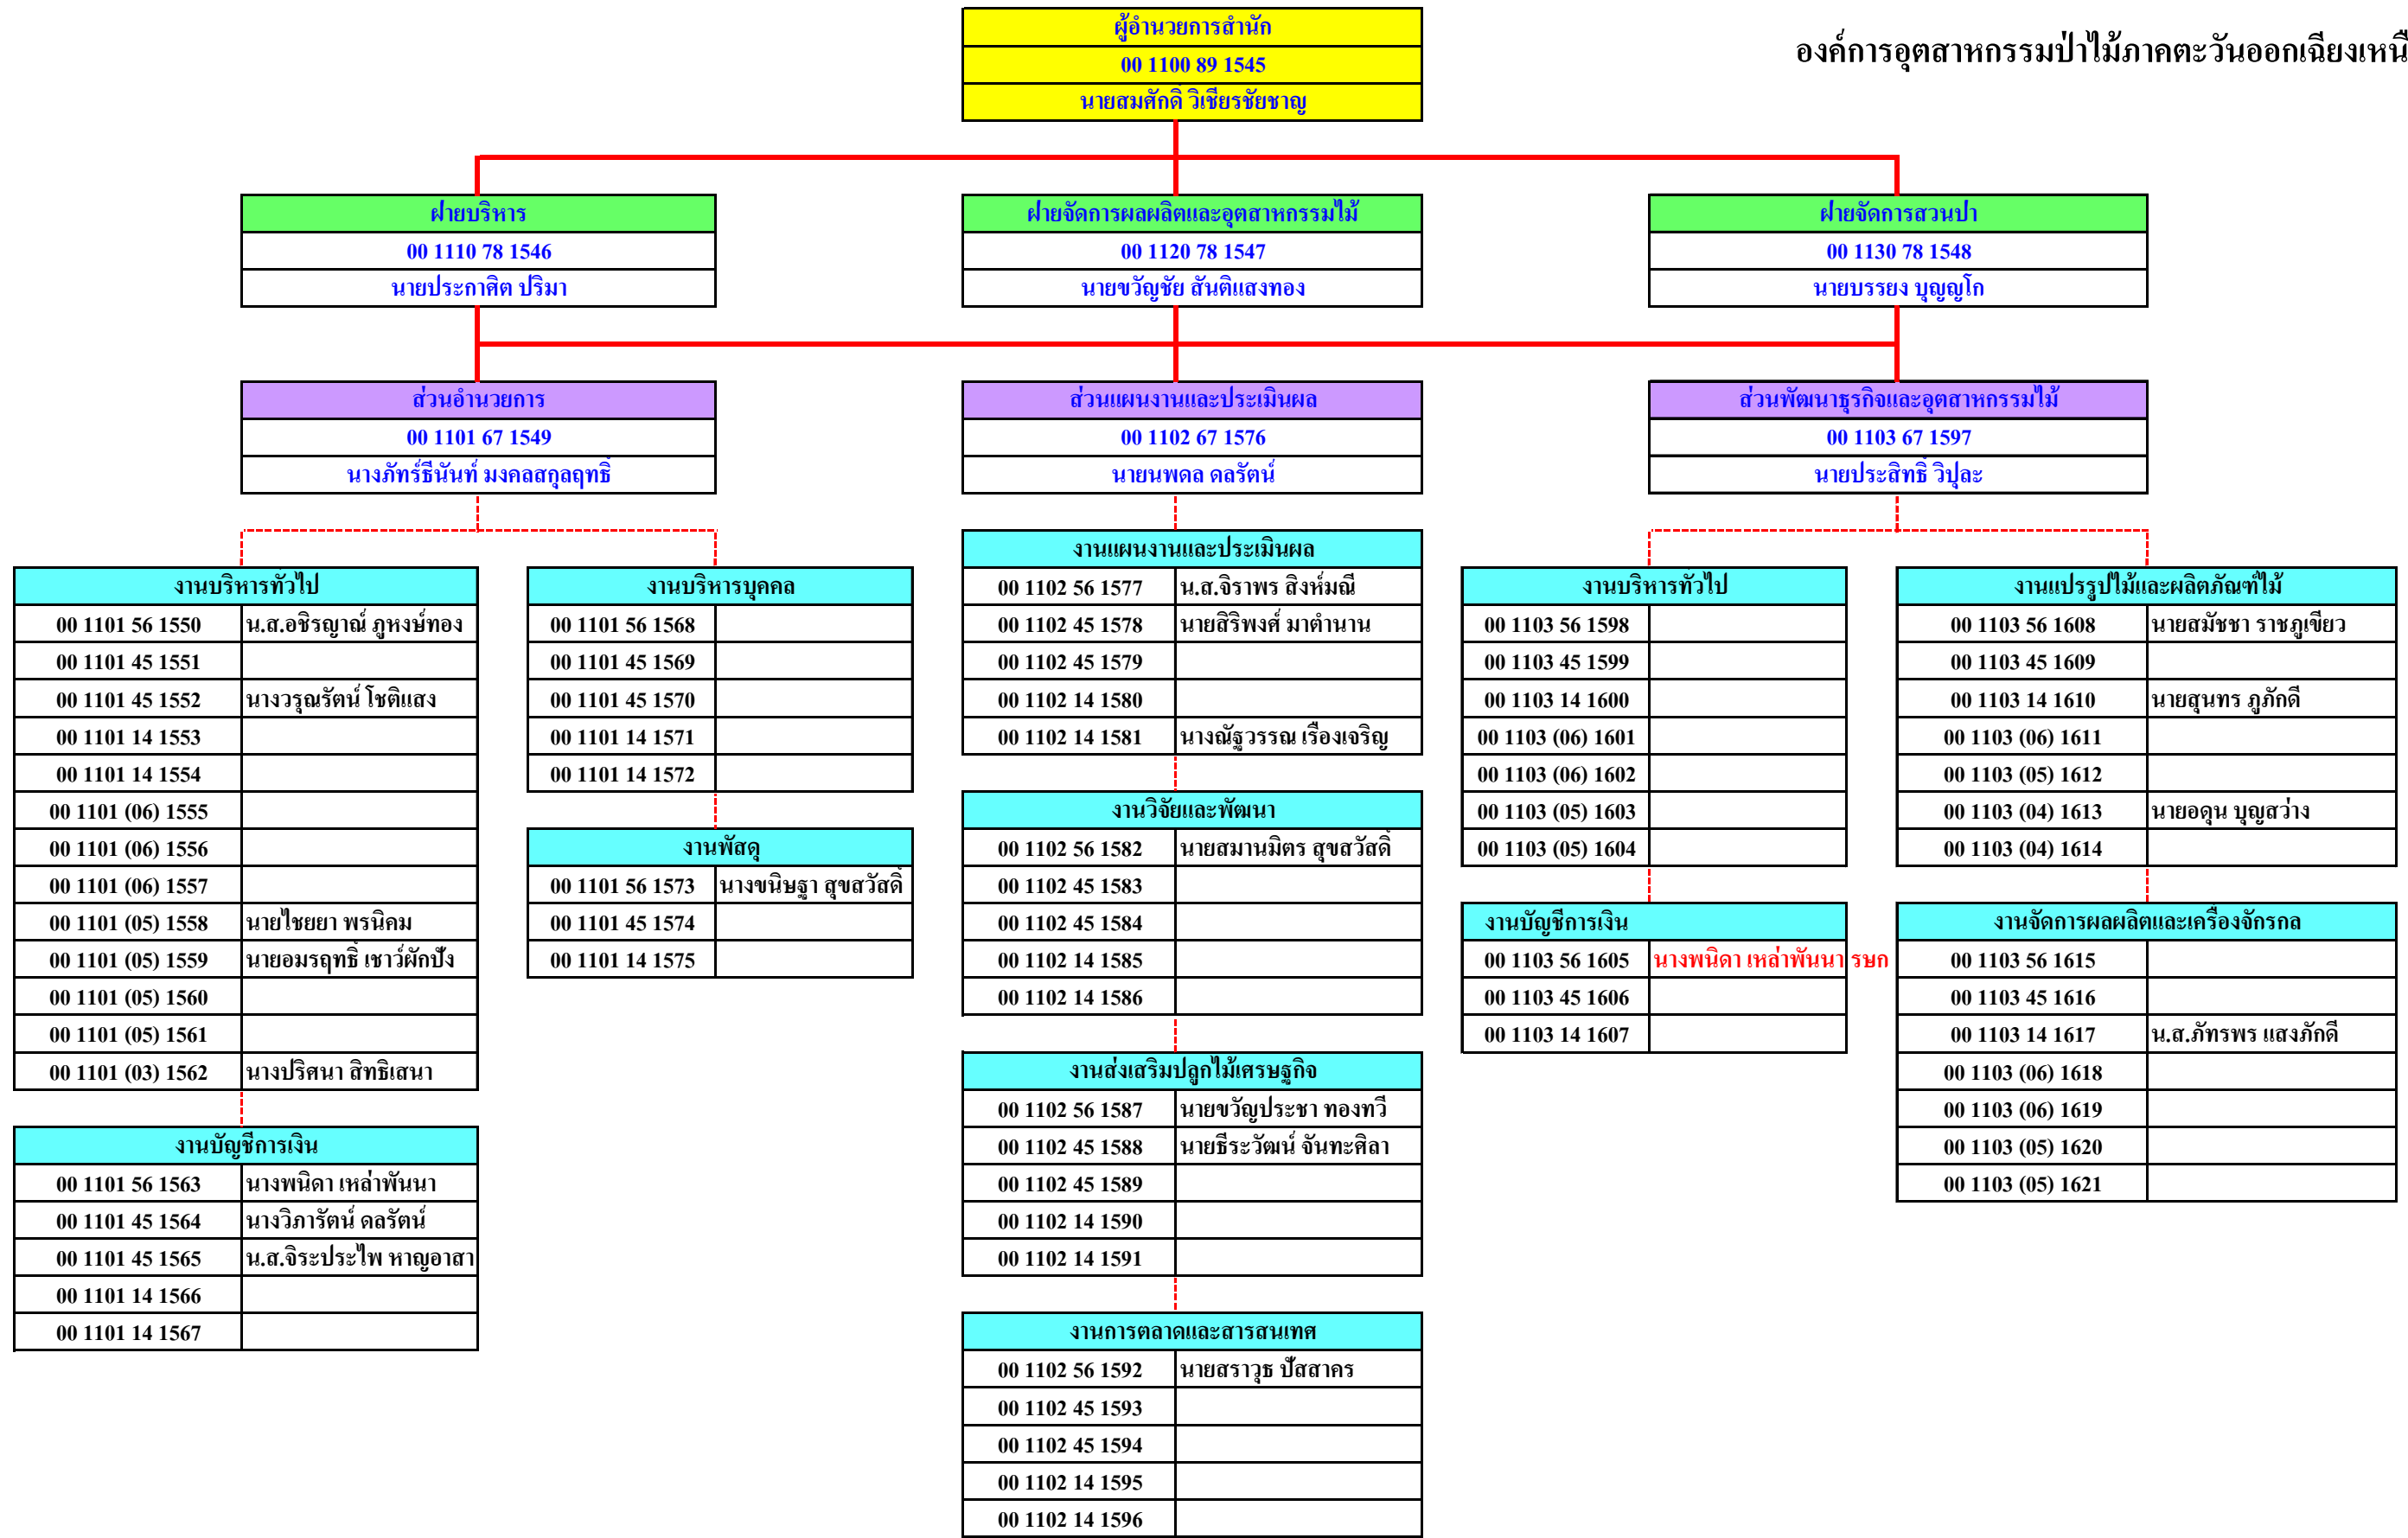 องค์การอุตสาหกรรมป่าไม้ภาคตะวันออกเฉียงเหนื
ผู้อำนวยการสำนัก
00 1100 89 1545
นายสมศักดิ์ วิเชียรชัยชาญ
ฝ่ายบริหาร
00 1110 78 1546
นายประกาศิต ปริมา
ฝ่ายจัดการผลผลิตและอุตสาหกรรมไม้
00 1120 78 1547
นายขวัญชัย สันติแสงทอง
ฝ่ายจัดการสวนป่า
00 1130 78 1548
นายบรรยง บุญญโก
ส่วนอำนวยการ
00 1101 67 1549
นางภัทร์ธีนันท์ มงคลสกุลฤทธิ์
ส่วนแผนงานและประเมินผล
00 1102 67 1576
นายนพดล ดลรัตน์
ส่วนพัฒนาธุรกิจและอุตสาหกรรมไม้
00 1103 67 1597
นายประสิทธิ์ วิปุละ
งานบริหารทั่วไป
00 1101 56 1550 น.ส.อชิรญาณ์ ภูหงษ์ทอง
00 1101 45 1551
00 1101 45 1552 นางวรุณรัตน์ โชติแสง
00 1101 14 1553
00 1101 14 1554
00 1101 (06) 1555
00 1101 (06) 1556
00 1101 (06) 1557
00 1101 (05) 1558 นายไชยยา พรนิคม
00 1101 (05) 1559 นายอมรฤทธิ์ เชาว์ผักปัง
00 1101 (05) 1560
00 1101 (05) 1561
00 1101 (03) 1562 นางปริศนา สิทธิเสนา
งานบัญชีการเงิน
00 1101 56 1563 นางพนิดา เหล่าพันนา
00 1101 45 1564 นางวิภารัตน์ ดลรัตน์
00 1101 45 1565 น.ส.จิระประไพ หาญอาสา
00 1101 14 1566
00 1101 14 1567
งานบริหารบุคคล
00 1101 56 1568
00 1101 45 1569
00 1101 45 1570
00 1101 14 1571
00 1101 14 1572
งานพัสดุ
00 1101 56 1573 นางขนิษฐา สุขสวัสดิ์
00 1101 45 1574
00 1101 14 1575
งานแผนงานและประเมินผล
00 1102 56 1577 น.ส.จิราพร สิงห์มณี
00 1102 45 1578 นายสิริพงศ์ มาตำนาน
00 1102 45 1579
00 1102 14 1580
00 1102 14 1581 นางณัฐวรรณ เรืองเจริญ
งานวิจัยและพัฒนา
00 1102 56 1582 นายสมานมิตร สุขสวัสดิ์
00 1102 45 1583
00 1102 45 1584
00 1102 14 1585
00 1102 14 1586
งานส่งเสริมปลูกไม้เศรษฐกิจ
00 1102 56 1587 นายขวัญประชา ทองทวี
00 1102 45 1588 นายธีระวัฒน์ จันทะศิลา
00 1102 45 1589
00 1102 14 1590
00 1102 14 1591
งานการตลาดและสารสนเทศ
00 1102 56 1592 นายสราวุธ ปัสสาคร
00 1102 45 1593
00 1102 45 1594
00 1102 14 1595
00 1102 14 1596
งานบริหารทั่วไป
00 1103 56 1598
00 1103 45 1599
00 1103 14 1600
00 1103 (06) 1601
00 1103 (06) 1602
00 1103 (05) 1603
00 1103 (05) 1604
งานบัญชีการเงิน
00 1103 56 1605 นางพนิดา เหล่าพันนา รษก
00 1103 45 1606
00 1103 14 1607
งานแปรรูปไม้และผลิตภัณฑ์ไม้
00 1103 56 1608 นายสมัชชา ราชภูเขียว
00 1103 45 1609
00 1103 14 1610 นายสุนทร ภูภักดี
00 1103 (06) 1611
00 1103 (05) 1612
00 1103 (04) 1613 นายอดุน บุญสว่าง
00 1103 (04) 1614
งานจัดการผลผลิตและเครื่องจักรกล
00 1103 56 1615
00 1103 45 1616
00 1103 14 1617 น.ส.ภัทรพร แสงภักดี
00 1103 (06) 1618
00 1103 (06) 1619
00 1103 (05) 1620
00 1103 (05) 1621